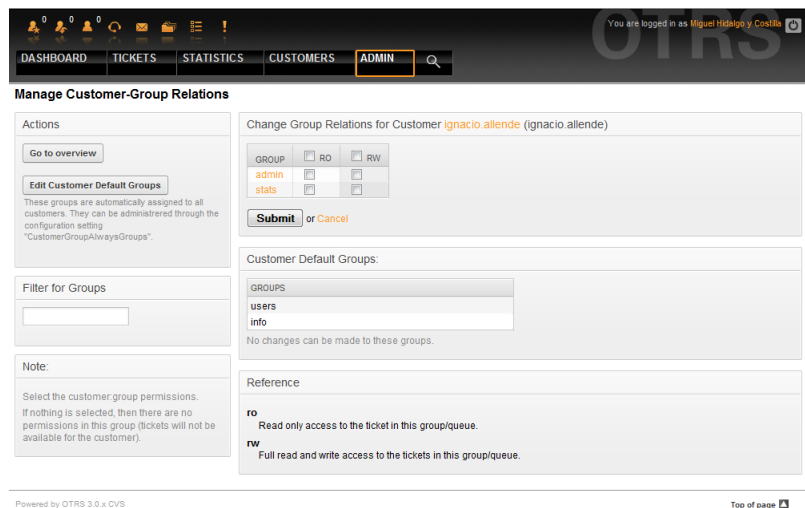 0 0 0
You are logged in as Miguel Hidalgo y Costilla
OTRS
DASHBOARD TICKETS STATISTICS CUSTOMERS ADMIN
Manage Customer-Group Relations
Actions
Go to overview
Edit Customer Default Groups
These groups are automatically assigned to all
customers. They can be administrered through the
configuration setting
"CustomerGroupAlwaysGroups".
Filter for Groups
Note:
Select the customer:group permissions.
If nothing is selected, then there are no
permissions in this group (tickets will not be
available for the customer).
Change Group Relations for Customer ignacio.allende (ignacio.allende)
GROUP RO RW
admin
stats
Submit or Cancel
Customer Default Groups:
GROUPS
users
info
No changes can be made to these groups.
Reference
ro
Read only access to the ticket in this group/queue.
rw
Full read and write access to the tickets in this group/queue.
Powered by OTRS 3.0.x CVS
Top of page